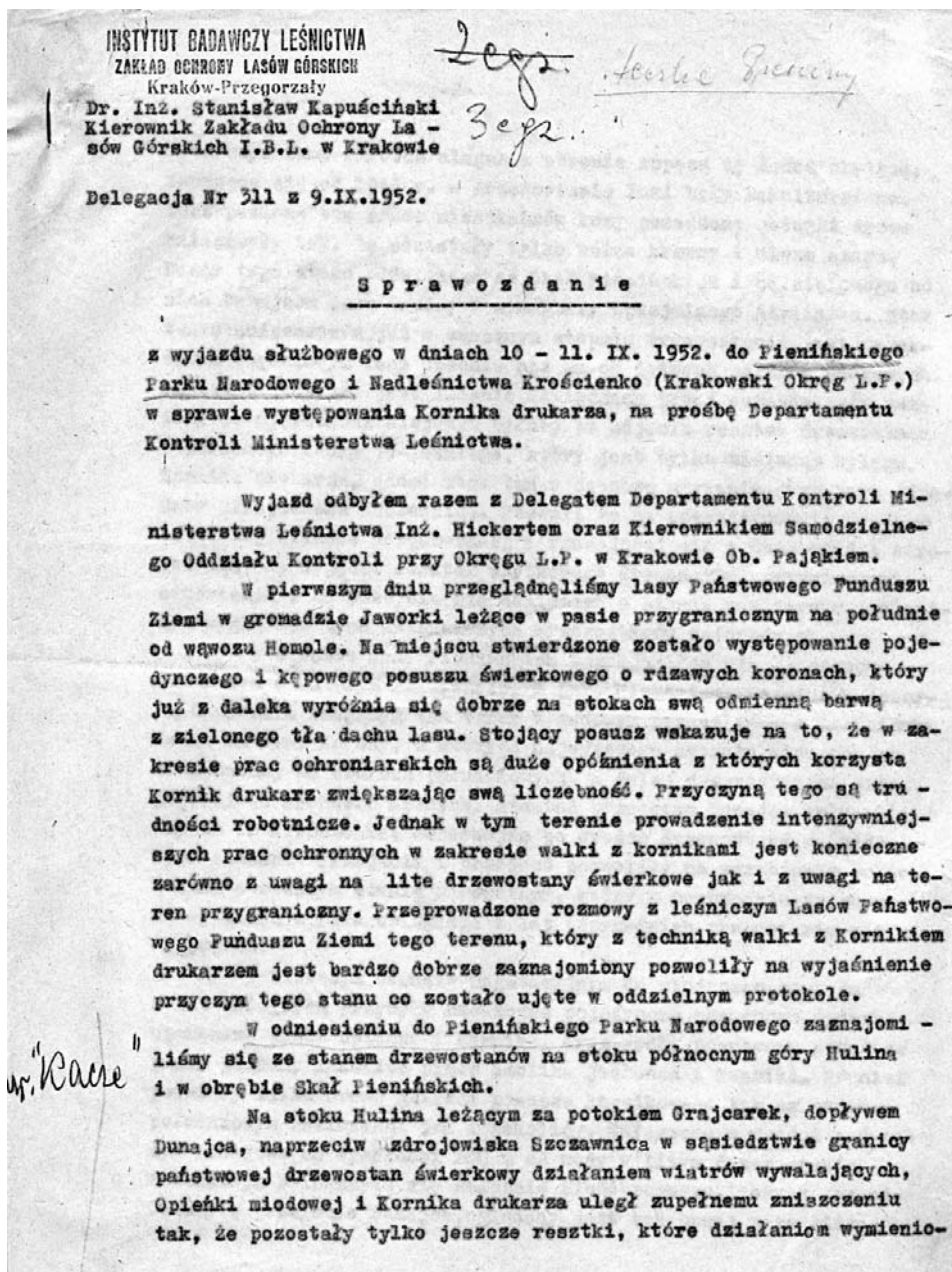 INSTYTUT BADAWCZY LEŚNICTWA
ZAKŁAD OCHRONY LASÓW GÓRSKICH
Kraków-Przegorzały
Dr. Inż. Stanisław Kapuściński
Kierownik Zakładu Ochrony La -
sów Górskich I.B.L. w Krakowie
2 egz.
3 egz.
Delegacja Nr 311 z 9.IX.1952.
Sprawozdanie
z wyjazdu służbowego w dniach 10 - 11. IX. 1952. do Pienińskiego
Parku Narodowego i Nadleśnictwa Krościenko (Krakowski Okręg L.P.)
w sprawie występowania Kornika drukarza, na prośbę Departamentu
Kontroli Ministerstwa Leśnictwa.
Wyjazd odbyłem razem z Delegatem Departamentu Kontroli Mi-
nisterstwa Leśnictwa Inż. Hickertem oraz Kierownikiem Samodzielne-
go Oddziału Kontroli przy Okręgu L.P. w Krakowie Ob. Pająkiem.
W pierwszym dniu przeglądnęliśmy lasy Państwowego Funduszu
Ziemi w gromadzie Jaworki leżące w pasie przygranicznym na południe
od wąwozu Homole. Na miejscu stwierdzone zostało występowanie poje-
dynczego i kępowego posuszu świerkowego o rdzawych koronach, który
już z daleka wyróżnia się dobrze na stokach swą odmienną barwą
z zielonego tła dachu lasu. Stojący posusz wskazuje na to, że w za-
kresie prac ochroniarskich są duże opóźnienia z których korzysta
Kornik drukarz zwiększając swą liczebność. Przyczyną tego są tru -
dności robotnicze. Jednak w tym terenie prowadzenie intenzywniej-
szych prac ochronnych w zakresie walki z kornikami jest konieczne
zarówno z uwagi na lite drzewostany świerkowe jak i z uwagi na te-
ren przygraniczny. Przeprowadzone rozmowy z leśniczym Lasów Państwo-
wego Funduszu Ziemi tego terenu, który z techniką walki z Kornikiem
drukarzem jest bardzo dobrze zaznajomiony pozwoliły na wyjaśnienie
przyczyn tego stanu co zostało ujęte w oddzielnym protokole.
W odniesieniu do Pienińskiego Parku Narodowego zaznajomi -
liśmy się ze stanem drzewostanów na stoku północnym góry Hulina
i w obrębie Skał Pienińskich.
"Kacze"
Na stoku Hulina leżącym za potokiem Grajcarek, dopływem
Dunajca, naprzeciw uzdrojowiska Szczawnica w sąsiedztwie granicy
państwowej drzewostan świerkowy działaniem wiatrów wywalających,
Opieńki miodowej i Kornika drukarza uległ zupełnemu zniszczeniu
tak, że pozostały tylko jeszcze resztki, które działaniom wymienio-